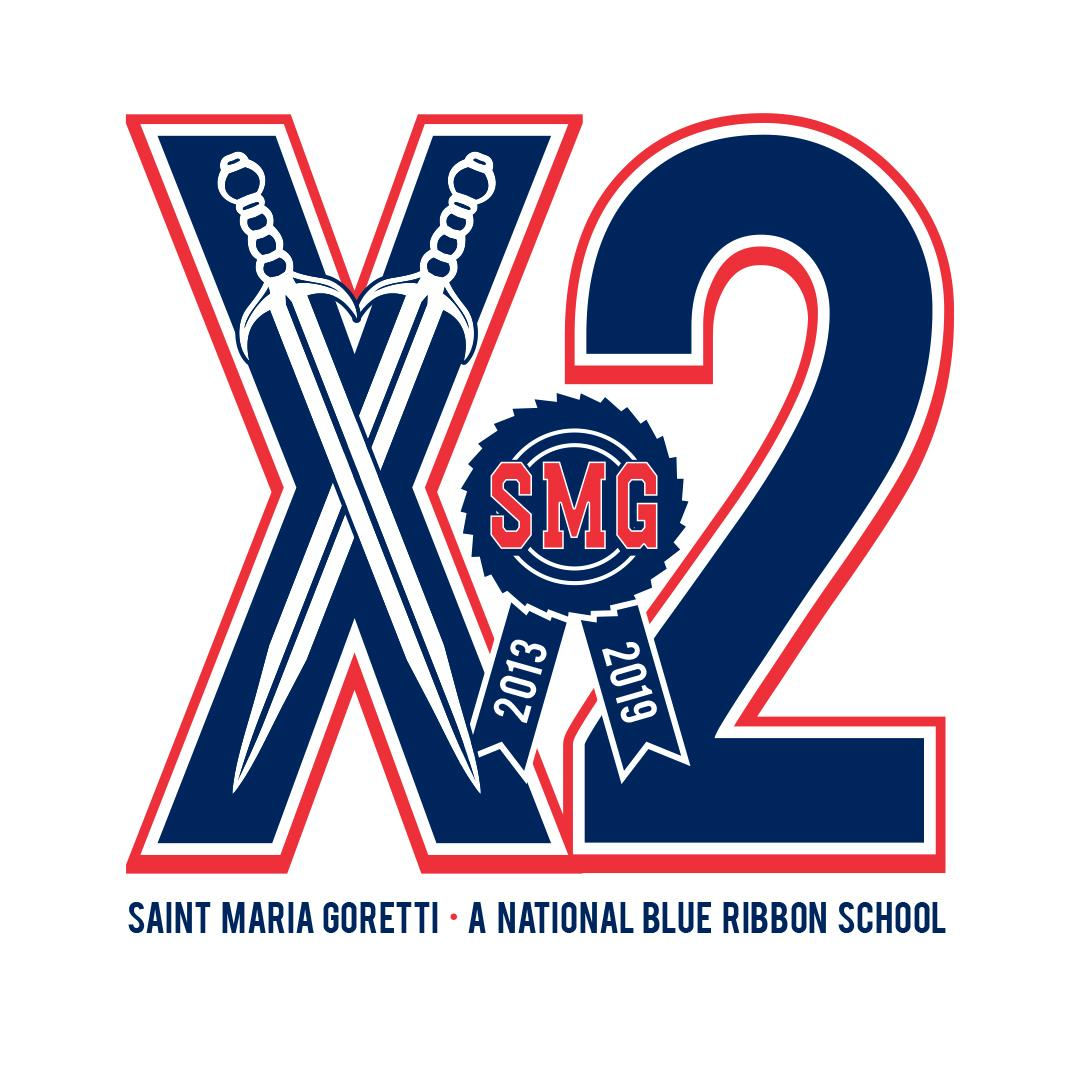 X2
SMG
2013
2019
SAINT MARIA GORETTI · A NATIONAL BLUE RIBBON SCHOOL